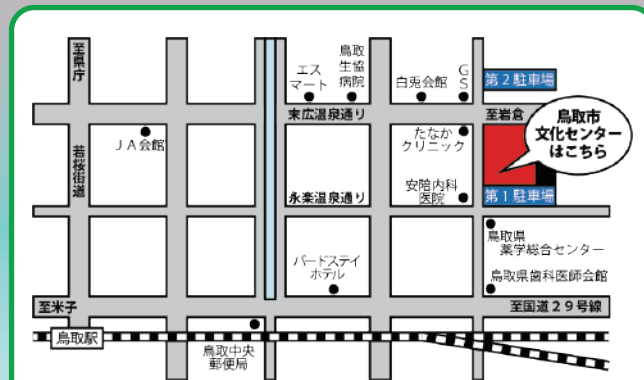 至県庁
若桜街道
ＪＡ会館
エス
マート
鳥取
生協
病院
白兎会館
ＧＳ
第２駐車場
末広温泉通り
至岩倉
鳥取市
文化センター
はこちら
たなか
クリニック
安陪内科
医院
第１駐車場
永楽温泉通り
鳥取県
薬学総合センター
バードステイ
ホテル
鳥取県歯科医師会館
至米子
至国道２９号線
鳥取駅
鳥取中央
郵便局